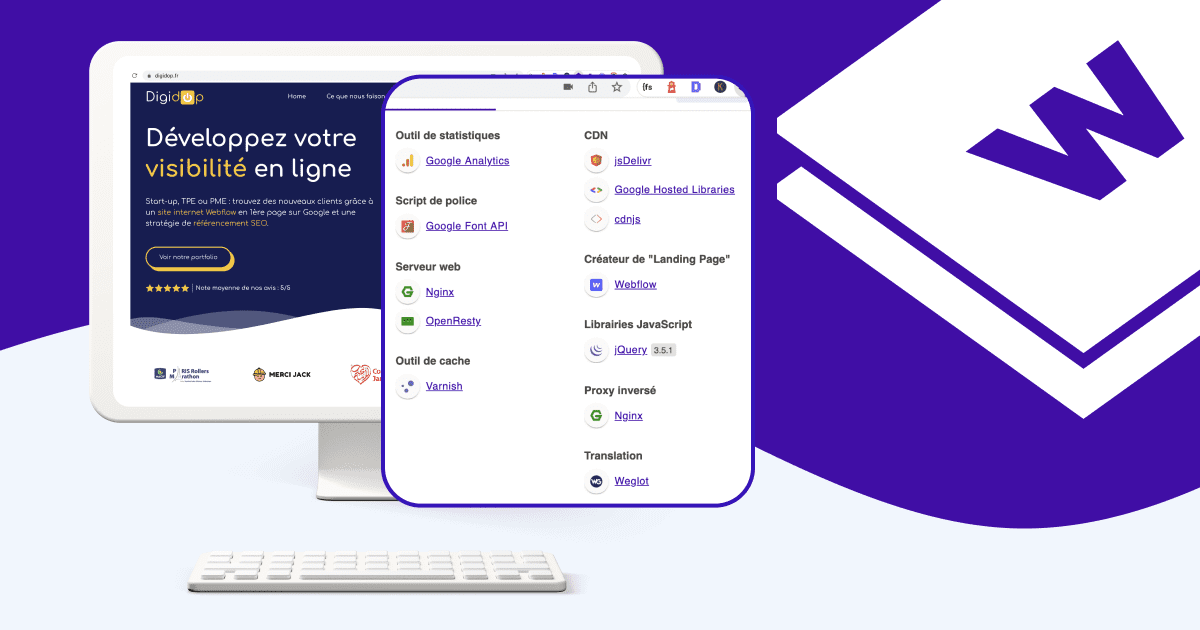 digidop.fr
Digidop
Home
Ce que nous faison
Développez votre
visibilité en ligne
Start-up, TPE ou PME : trouvez des nouveaux clients grâce à
un site internet Webflow en 1ère page sur Google et une
stratégie de référencement SEO.
Voir notre portfolio
Note moyenne de nos avis : 5/5
RIS Rollers
rathon
MERCI JACK
{fs
D
K
Outil de statistiques
Google Analytics
Script de police
Google Font API
Serveur web
Nginx
OpenResty
Outil de cache
Varnish
CDN
jsDelivr
Google Hosted Libraries
cdnjs
Créateur de "Landing Page"
Webflow
Librairies JavaScript
jQuery 3.5.1
Proxy inversé
Nginx
Translation
WG
Weglot
W